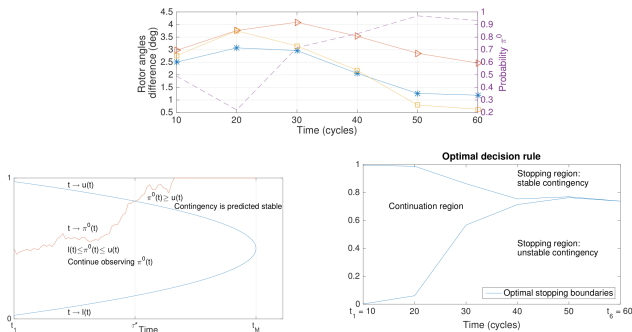 4.5
4
3.5
3
2.5
2
1.5
1
0.5
Rotor angles
difference (deg)
1
0.9
0.8
0.7
0.6
0.5
0.4
0.3
0.2
Probability π⁰
10 20 30 40 50 60
Time (cycles)
1
0
t → u(t)
π⁰(t) ≥ u(t)
Contingency is predicted stable
t → π⁰(t)
l(t) ≤ π⁰(t) ≤ u(t)
Continue observing π⁰(t)
t → l(t)
t₁ Time t_M
Optimal decision rule
1
0.8
0.6
0.4
0.2
0
Stopping region:
stable contingency
Continuation region
Stopping region:
unstable contingency
Optimal stopping boundaries
t₁ = 10 20 30 40 50 t₆ = 60
Time (cycles)